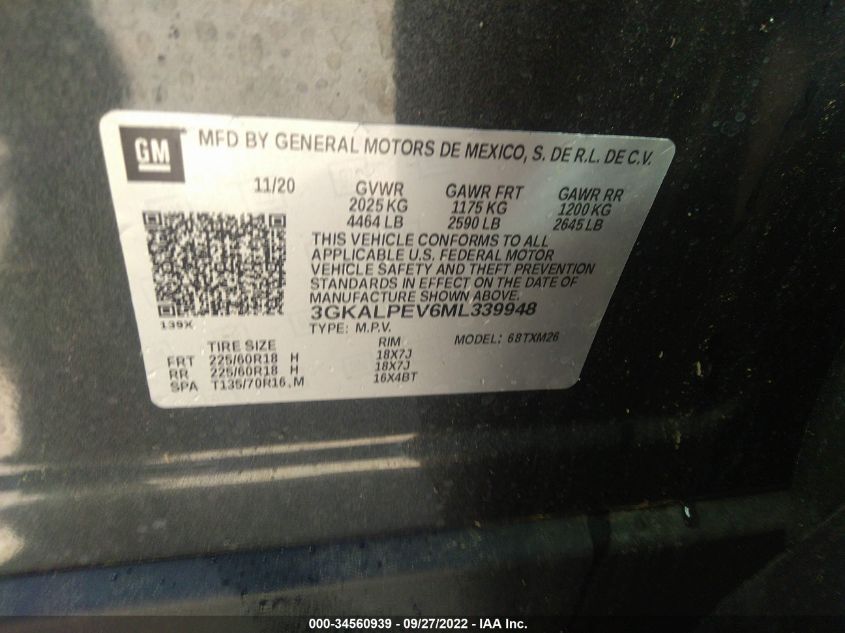 GM
MFD BY GENERAL MOTORS DE MEXICO, S. DE R.L. DE C.V.
11/20 GVWR GAWR FRT GAWR RR
2025 KG 1175 KG 1200 KG
4464 LB 2590 LB 2645 LB
THIS VEHICLE CONFORMS TO ALL
APPLICABLE U.S. FEDERAL MOTOR
VEHICLE SAFETY AND THEFT PREVENTION
STANDARDS IN EFFECT ON THE DATE OF
MANUFACTURE SHOWN ABOVE.
3GKALPEV6ML339948
139X
TYPE: M.P.V. MODEL: 68TXM26
TIRE SIZE RIM
FRT 225/60R18 H 18X7J
RR 225/60R18 H 18X7J
SPA T135/70R16 M 16X4BT
000-34560939 - 09/27/2022 - IAA Inc.